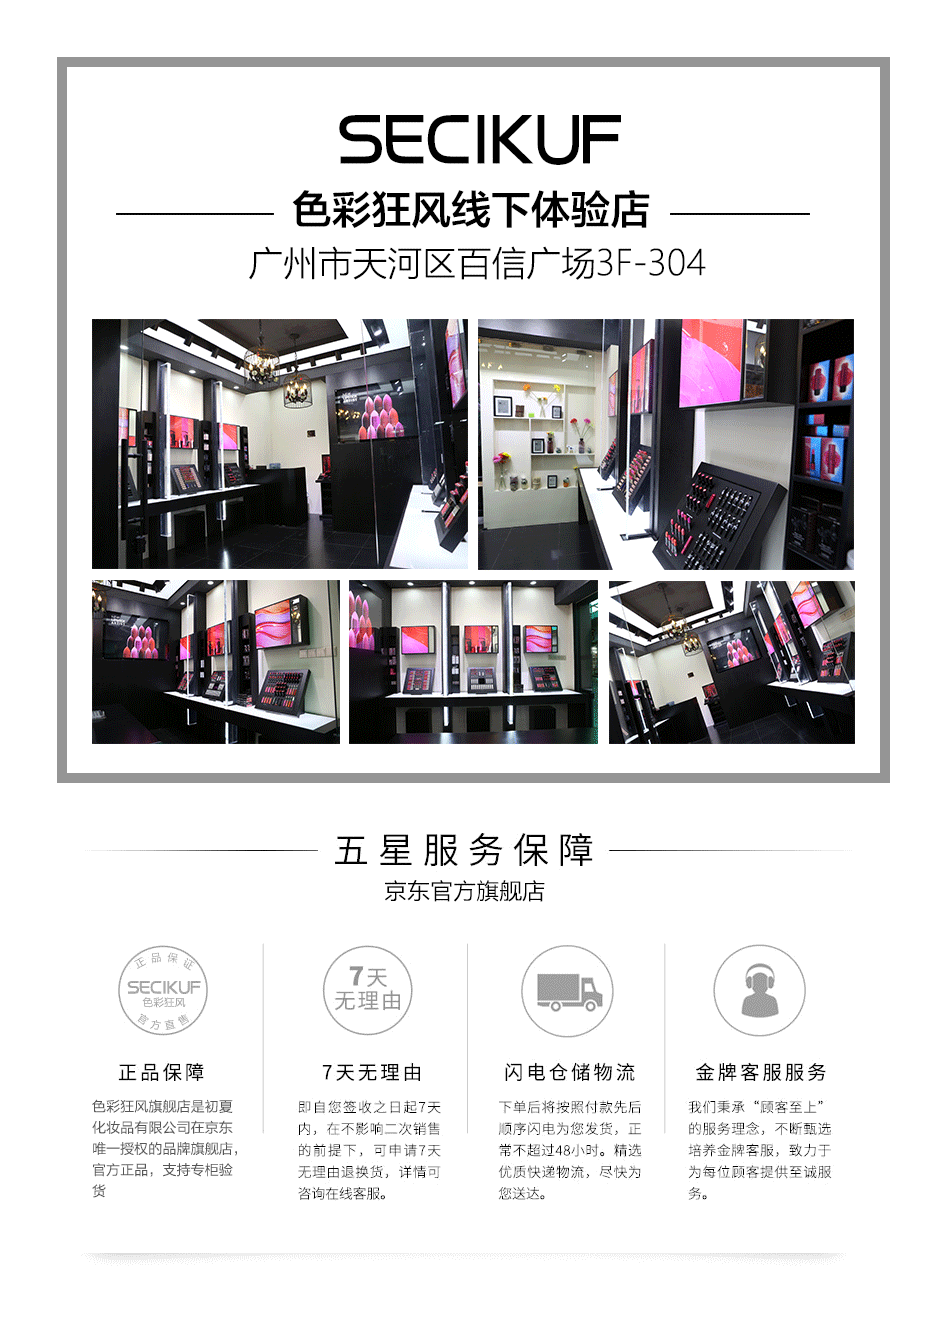 SECIKUF
色彩狂风线下体验店
广州市天河区百信广场3F-304
五星服务保障
京东官方旗舰店
正品保证
SECIKUF
色彩狂风
官方直售
7天
无理由
正品保障
色彩狂风旗舰店是初夏
化妆品有限公司在京东
唯一授权的品牌旗舰店，
官方正品，支持专柜验
货
7天无理由
即自您签收之日起7天
内，在不影响二次销售
的前提下，可申请7天
无理由退换货，详情可
咨询在线客服。
闪电仓储物流
下单后将按照付款先后
顺序闪电为您发货，正
常不超过48小时。精选
优质快递物流，尽快为
您送达。
金牌客服服务
我们秉承“顾客至上”
的服务理念，不断甄选
培养金牌客服，致力于
为每位顾客提供至诚服
务。